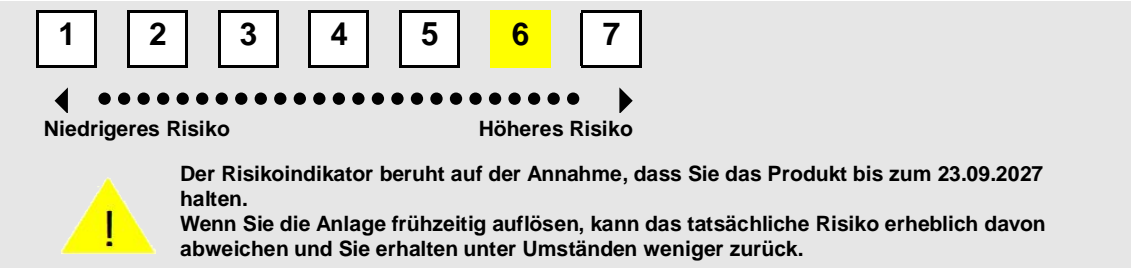 1 2 3 4 5 6 7
Niedrigeres Risiko Höheres Risiko
Der Risikoindikator beruht auf der Annahme, dass Sie das Produkt bis zum 23.09.2027
halten.
!
Wenn Sie die Anlage frühzeitig auflösen, kann das tatsächliche Risiko erheblich davon
abweichen und Sie erhalten unter Umständen weniger zurück.